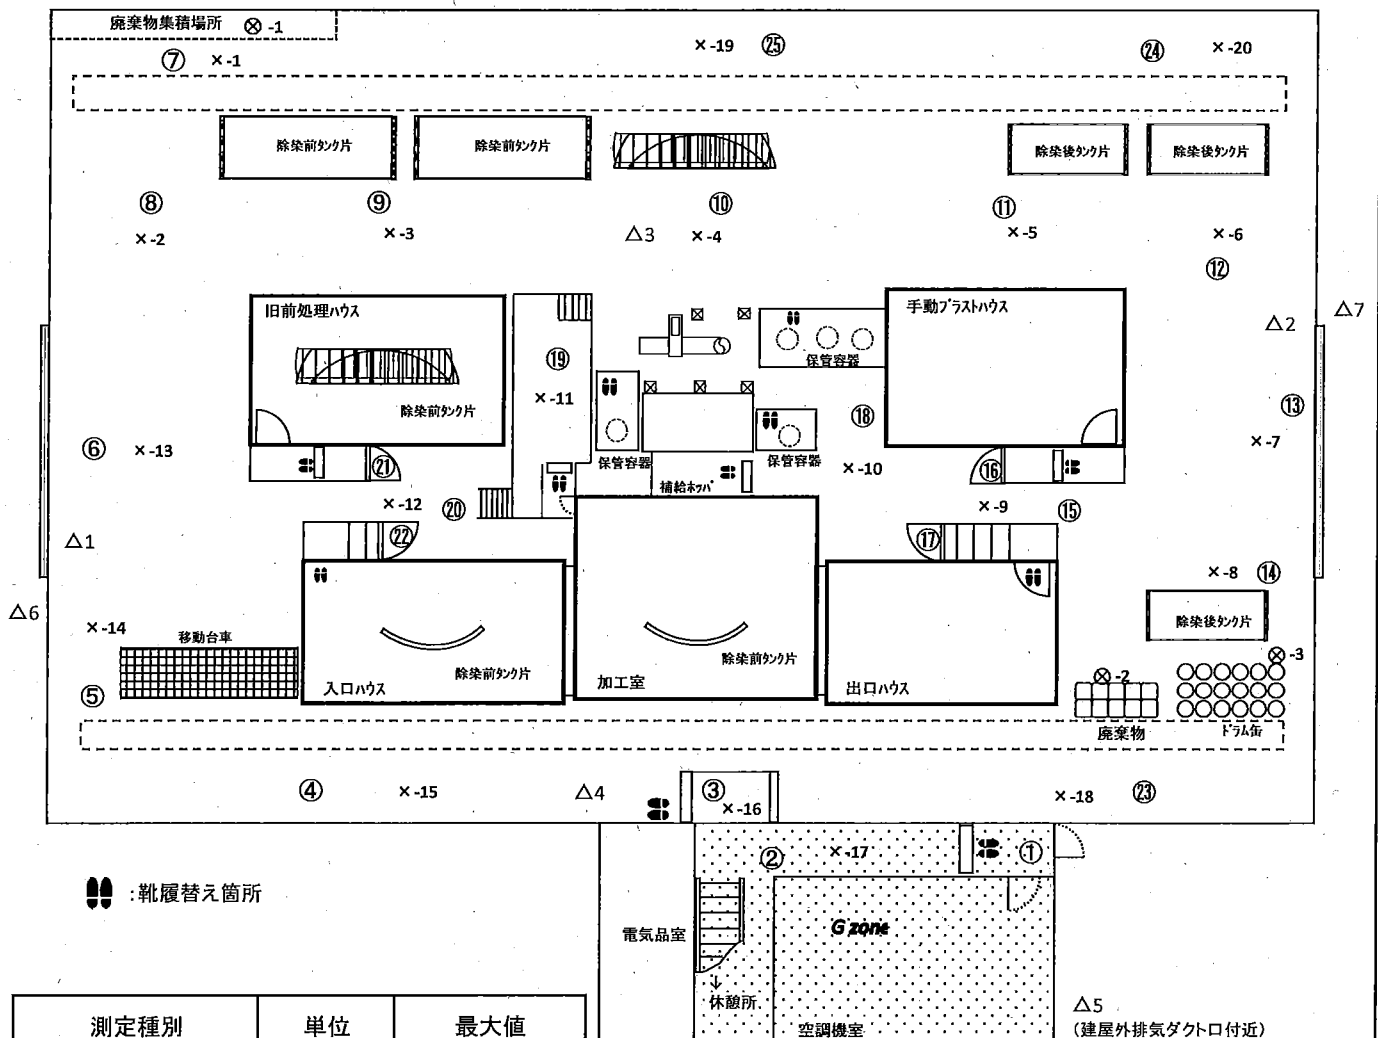 廃棄物集積場所 ⊗ -1
⑦ × -1
× -19 ㉕
㉔ × -20
除染前タンク片
除染前タンク片
除染後タンク片
除染後タンク片
⑧
⑨
⑩
⑪
× -2
× -3
△3 × -4
× -5
× -6
⑫
旧前処理ハウス
手動ブラストハウス
△2
△7
⑲
保管容器
除染前タンク片
× -11
⑱
⑬
⑥ × -13
× -7
㉑
保管容器
保管容器
× -10
⑯
補給ホッパ
× -12
⑳
× -9
⑮
㉒
⑰
△1
× -8 ⑭
△6
× -14
移動台車
除染後タンク片
⊗ -3
⊗ -2
除染前タンク片
除染前タンク片
入口ハウス
加工室
出口ハウス
⑤
廃棄物
ドラム缶
④ × -15
△4
③
× -16
× -18 ㉓
② × -17
①
:靴履替え箇所
電気品室
G zone
↓
休憩所
空調機室
△5
(建屋外排気ダクト口付近)
測定種別 単位 最大値